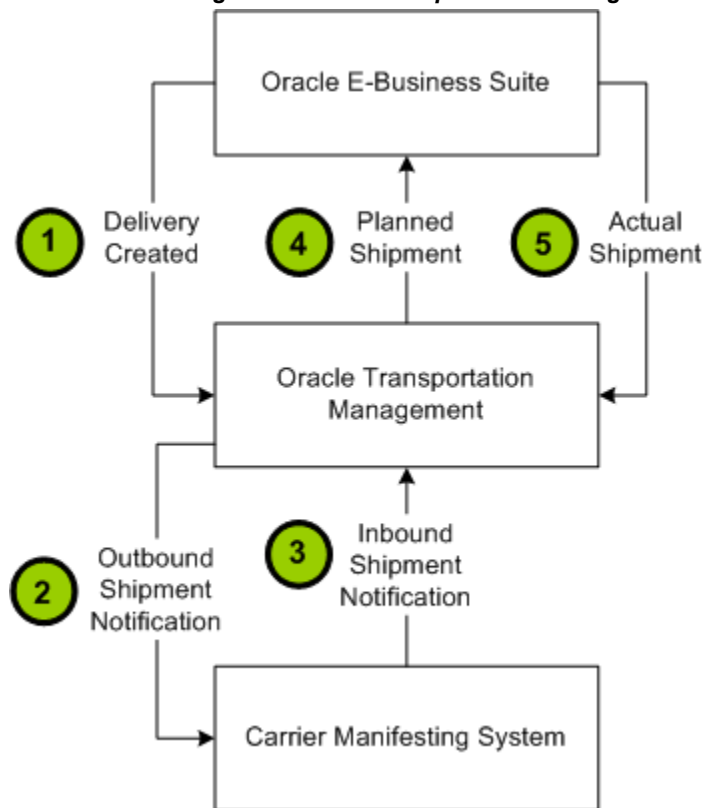 Oracle E-Business Suite
1
Delivery
Created
4
Planned
Shipment
5
Actual
Shipment
Oracle Transportation
Management
2
Outbound
Shipment
Notification
3
Inbound
Shipment
Notification
Carrier Manifesting System